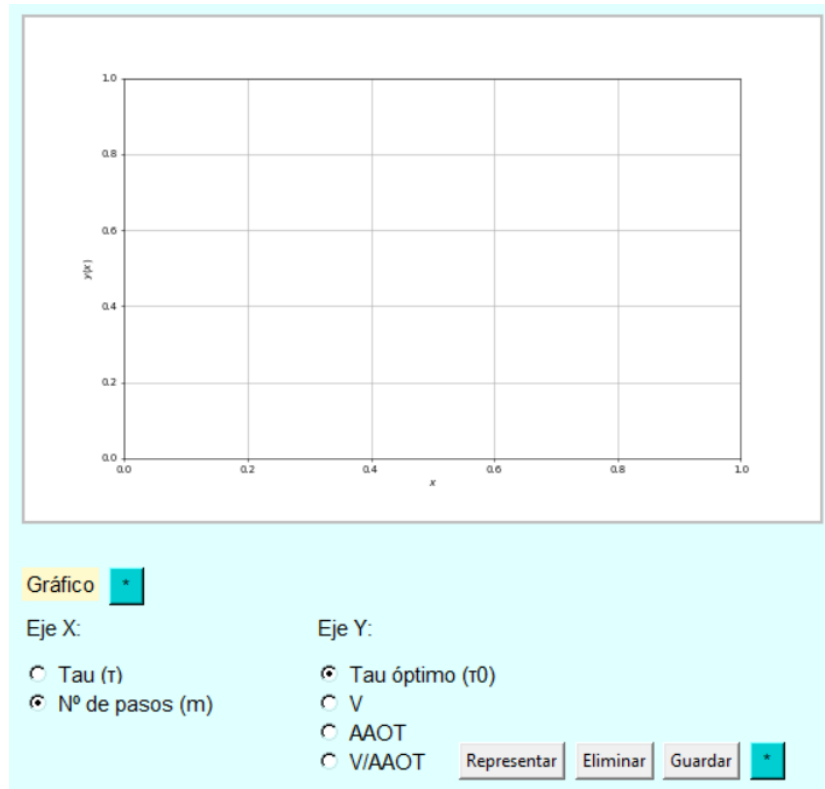 1.0
0.8
0.6
y(x)
0.4
0.2
0.0
0.0 0.2 0.4 0.6 0.8 1.0
x
Gráfico *
Eje X: Eje Y:
Tau (τ) Tau óptimo (τ0)
Nº de pasos (m) V
AAOT
V/AAOT Representar Eliminar Guardar *